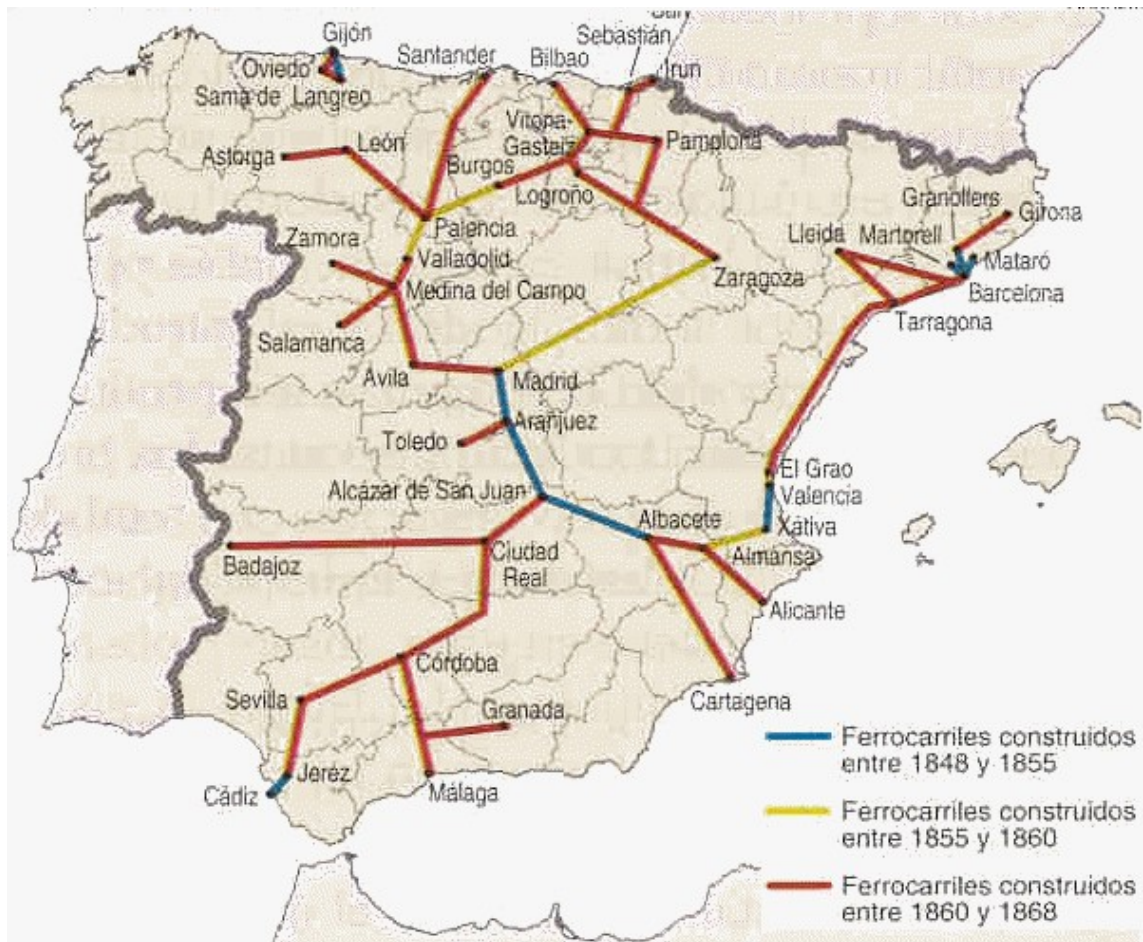 Gijón
Oviedo
Sama de Langreo
Santander
Bilbao
Sebastián
Irun
Vitoria-
Gasteiz
Pamplona
Astorga
León
Burgos
Logroño
Palencia
Zamora
Valladolid
Medina del Campo
Salamanca
Zaragoza
Lleida
Martorell
Granollers
Girona
Mataró
Barcelona
Tarragona
Avila
Madrid
Aranjuez
Toledo
Alcázar de San Juan
El Grao
Valencia
Xátiva
Albacete
Almansa
Badajoz
Ciudad
Real
Alicante
Córdoba
Sevilla
Granada
Cartagena
Jeréz
Cádiz
Málaga
Ferrocarriles construidos
entre 1848 y 1855
Ferrocarriles construidos
entre 1855 y 1860
Ferrocarriles construidos
entre 1860 y 1868